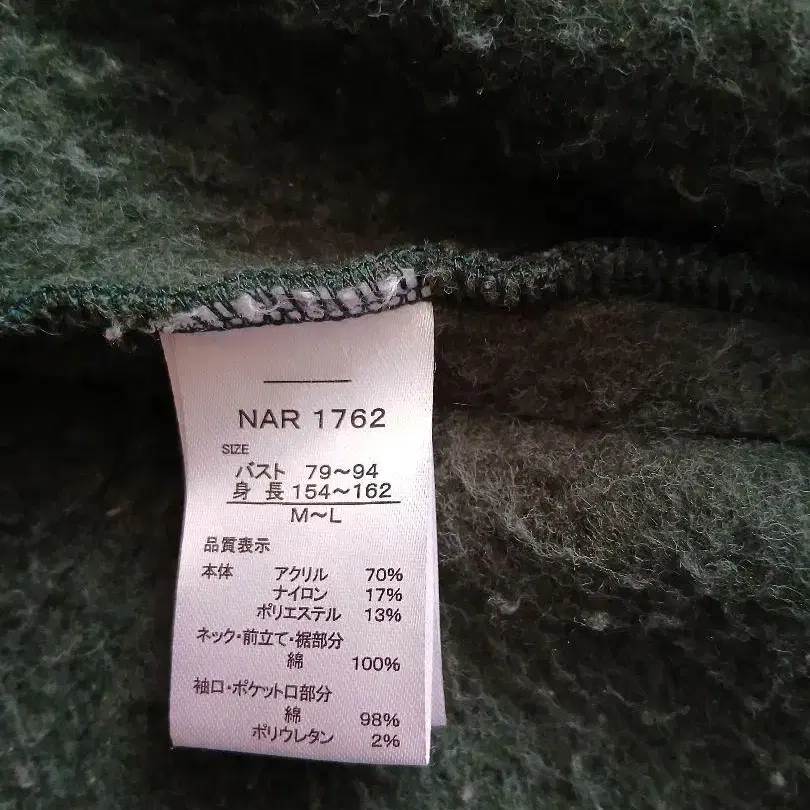 NAR 1762
SIZE
バスト 79〜94
身 長 154〜162
M〜L
品質表示
本体 アクリル 70%
ナイロン 17%
ポリエステル 13%
ネック・前立て・裾部分
綿 100%
袖口・ポケット口部分
綿 98%
ポリウレタン 2%